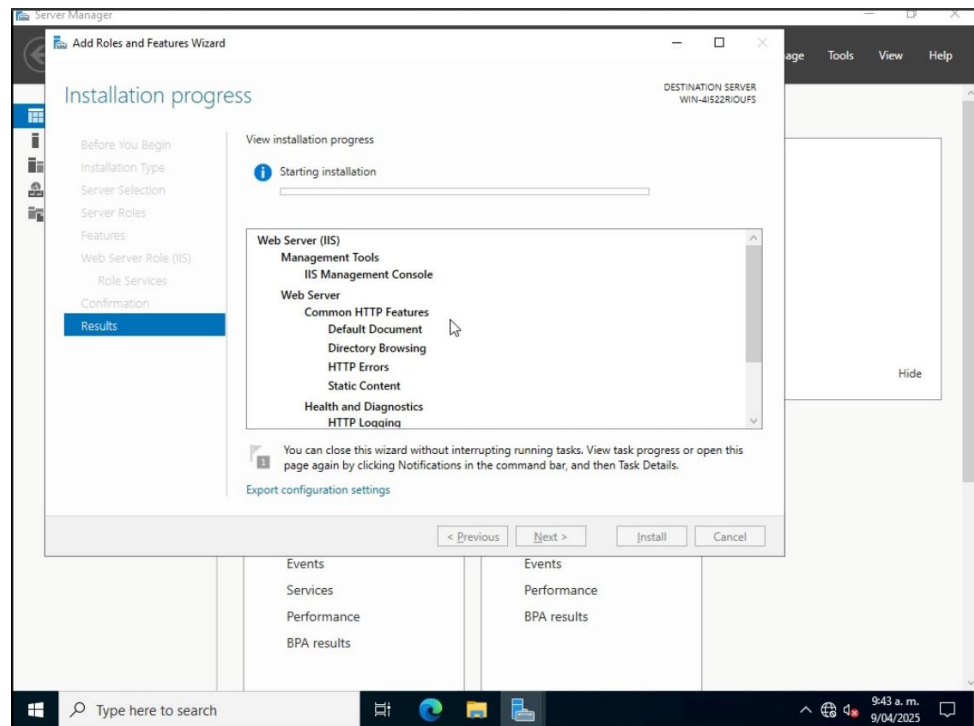 Server Manager
Add Roles and Features Wizard
age Tools View Help
Installation progress
DESTINATION SERVER
WIN-4I522RIOUFS
Before You Begin
Installation Type
Server Selection
Server Roles
Features
Web Server Role (IIS)
Role Services
Confirmation
Results
View installation progress
Starting installation
Web Server (IIS)
Management Tools
IIS Management Console
Web Server
Common HTTP Features
Default Document
Directory Browsing
HTTP Errors
Static Content
Health and Diagnostics
HTTP Logging
Hide
1
You can close this wizard without interrupting running tasks. View task progress or open this
page again by clicking Notifications in the command bar, and then Task Details.
Export configuration settings
< Previous Next > Install Cancel
Events
Services
Performance
BPA results
Events
Performance
BPA results
Type here to search
9:43 a. m.
9/04/2025